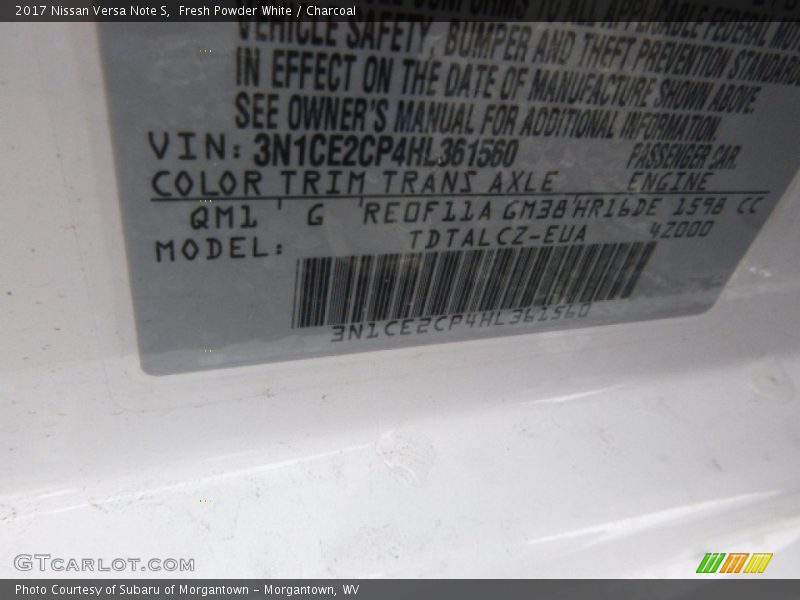 2017 Nissan Versa Note S,  Fresh Powder White / Charcoal
ALL APPLICABLE FEDERAL
VEHICLE SAFETY, BUMPER AND THEFT PREVENTION STANDARDS
IN EFFECT ON THE DATE OF MANUFACTURE SHOWN ABOVE.
SEE OWNER'S MANUAL FOR ADDITIONAL INFORMATION.
VIN: 3N1CE2CP4HL361560 PASSENGER CAR.
COLOR TRIM TRANS AXLE ENGINE
QM1 G RE0F11A GM38 HR16DE 1598 CC
MODEL: TDTALCZ-EUA 42000
3N1CE2CP4HL361560
GTCARLOT.COM
Photo Courtesy of Subaru of Morgantown - Morgantown, WV